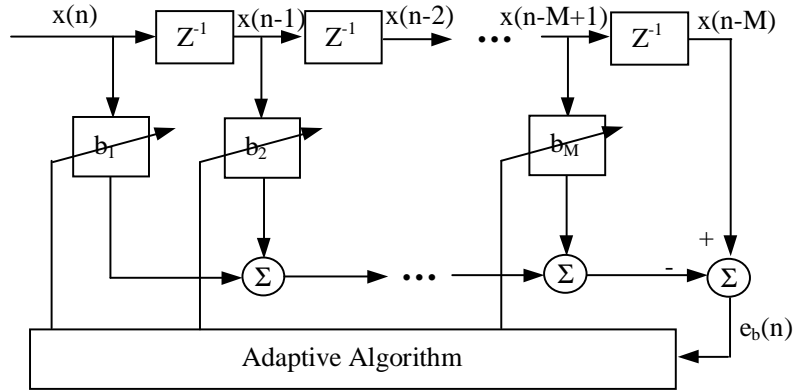 x(n) x(n-1) x(n-2) ... x(n-M+1) x(n-M)
Z⁻¹ Z⁻¹ Z⁻¹
b₁ b₂ b_M
+
Σ ... Σ - Σ
e_b(n)
Adaptive Algorithm